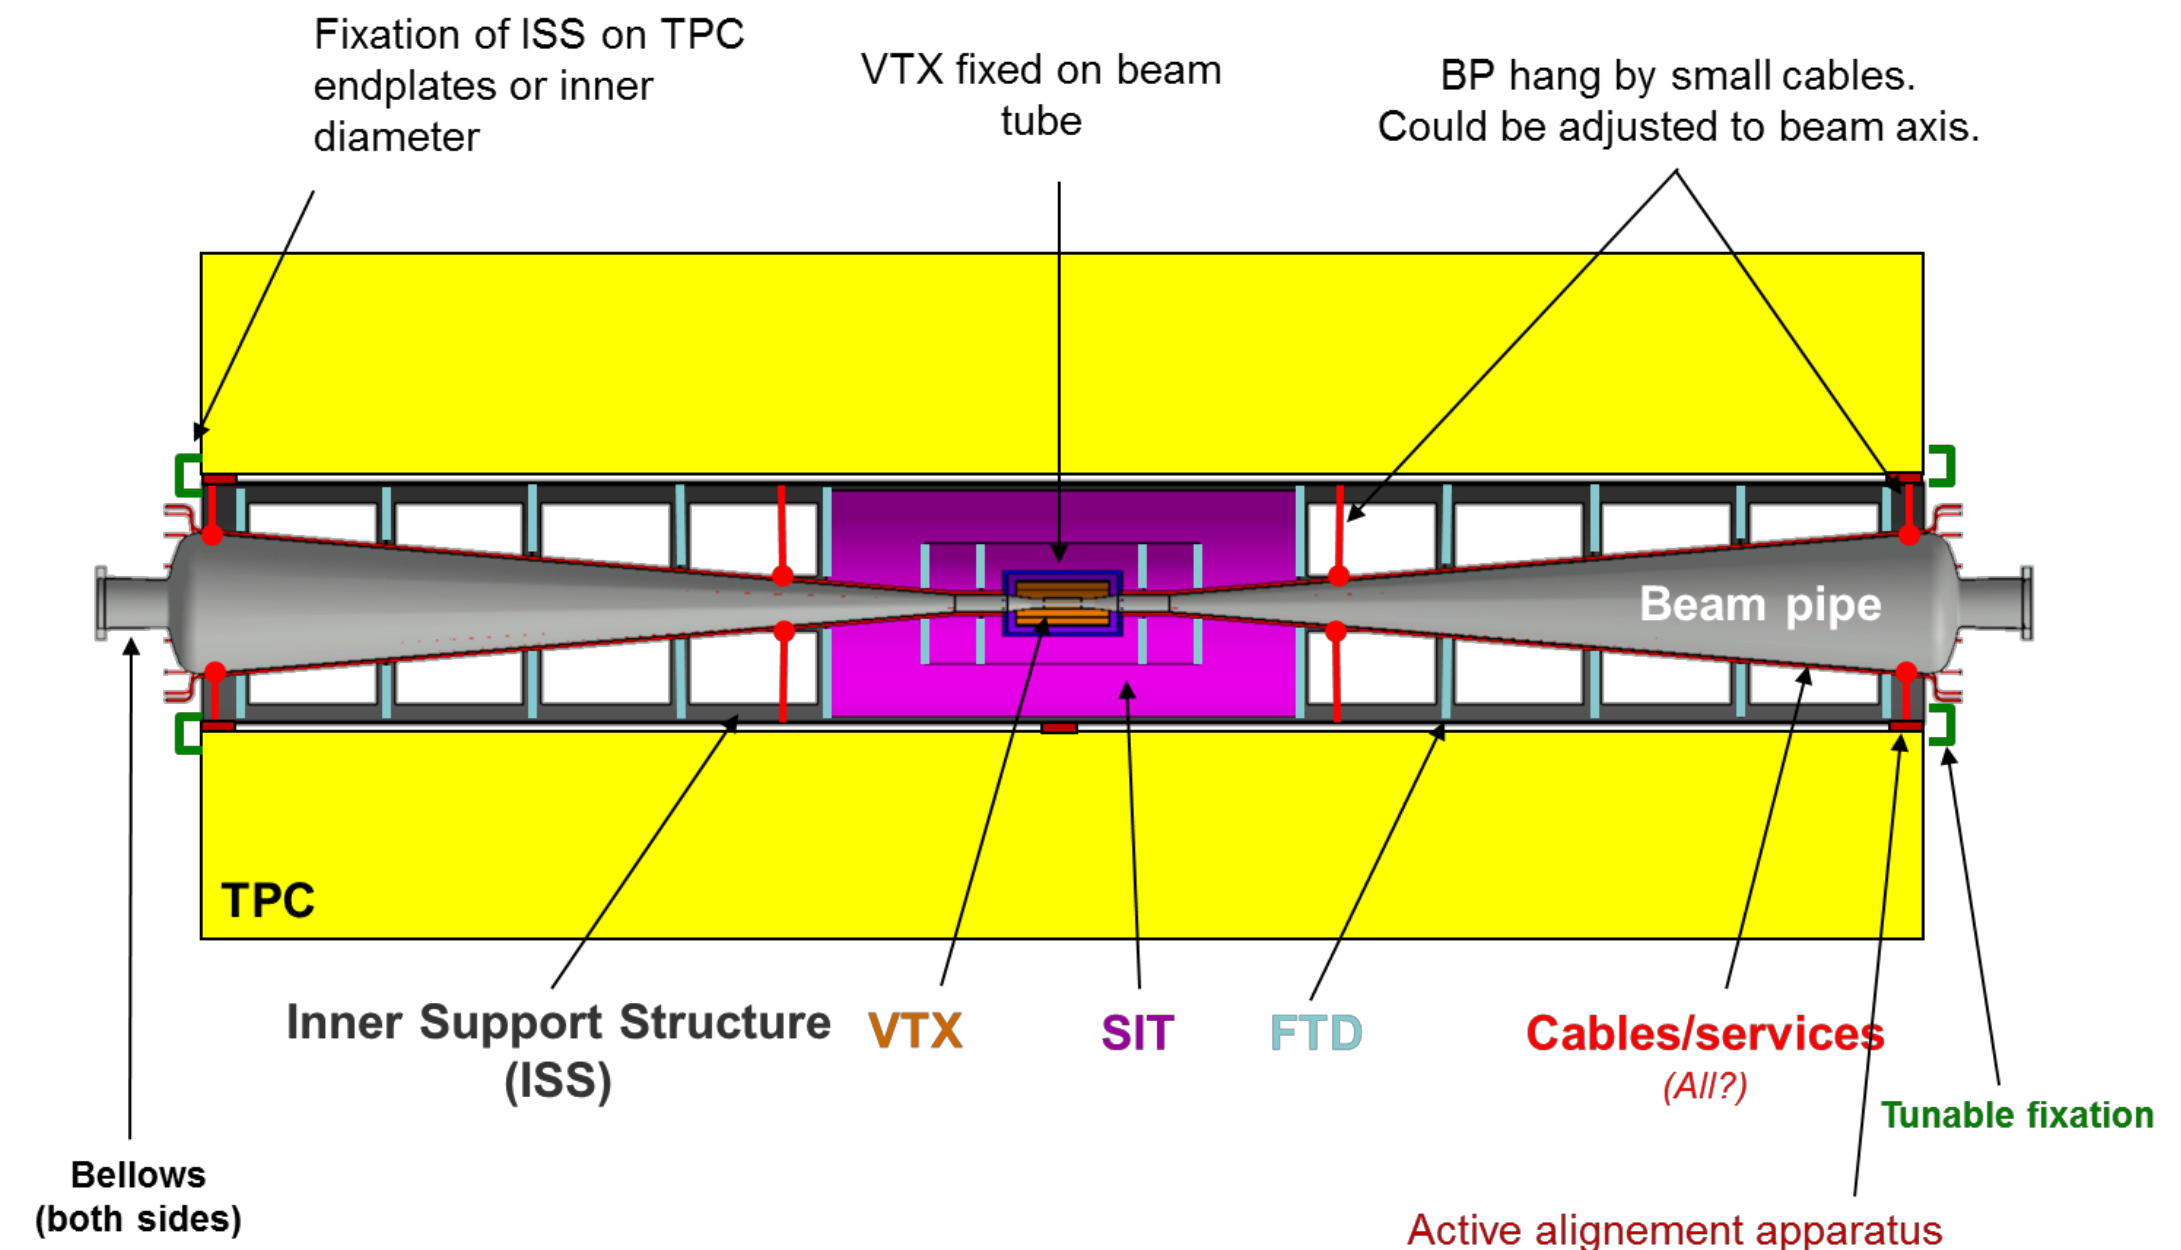 Fixation of ISS on TPC
endplates or inner
diameter
VTX fixed on beam
tube
BP hang by small cables.
Could be adjusted to beam axis.
Beam pipe
TPC
Inner Support Structure
(ISS)
VTX
SIT
FTD
Cables/services
(All?)
Tunable fixation
Bellows
(both sides)
Active alignement apparatus